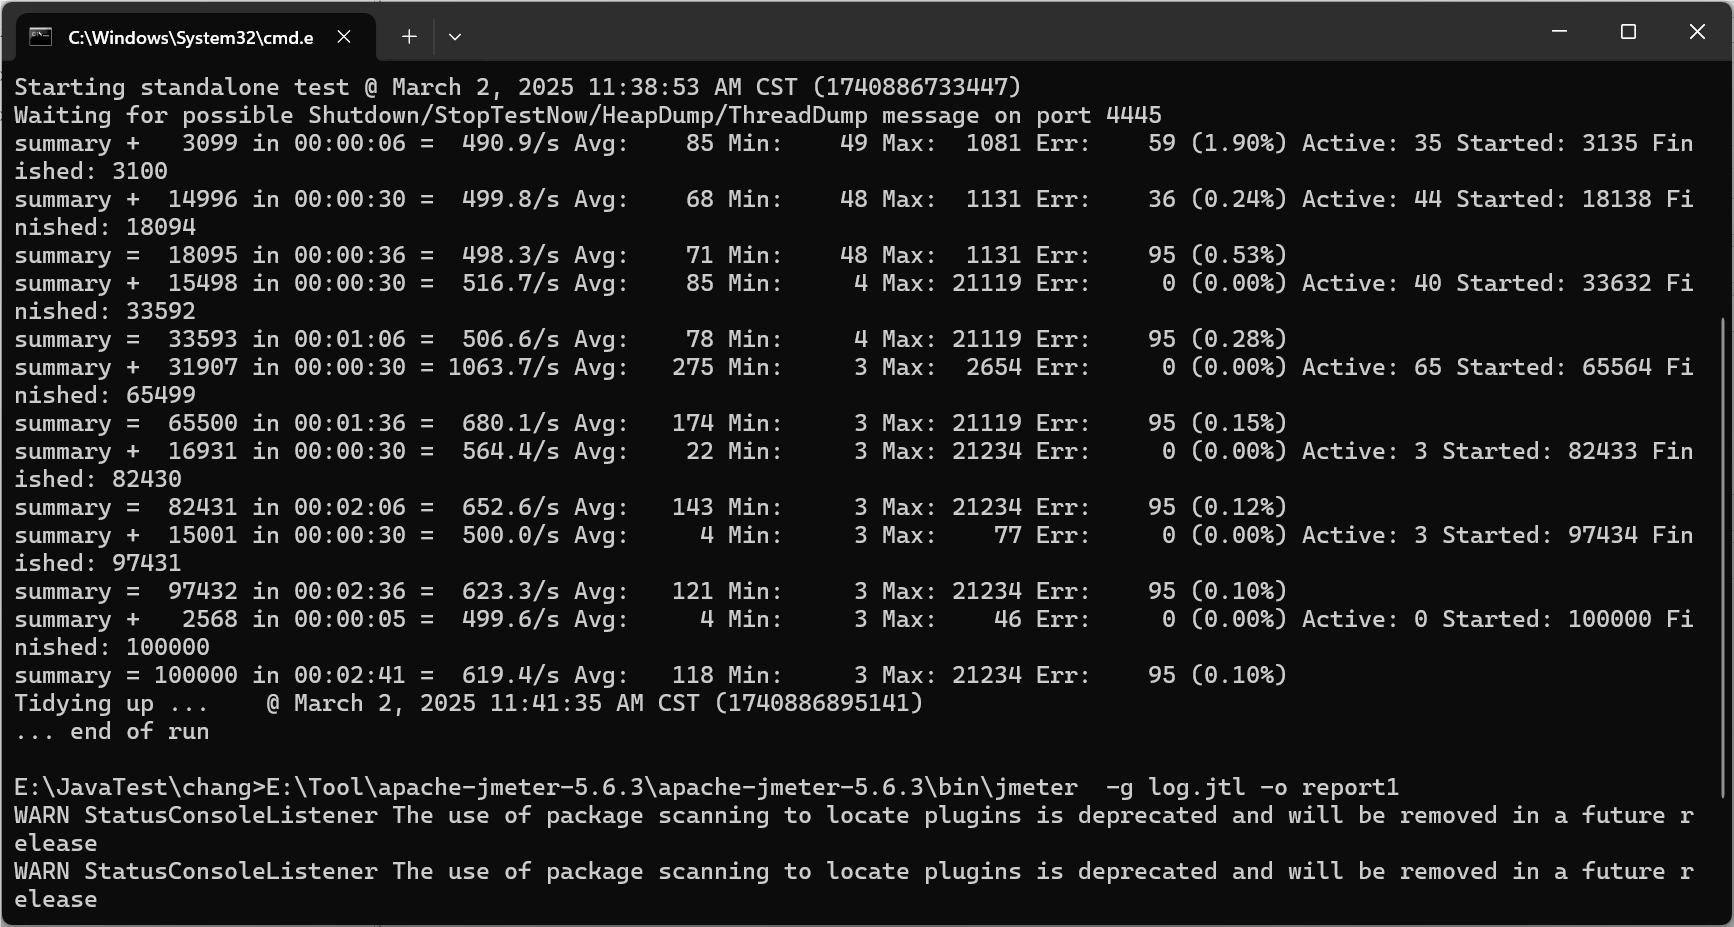 C:\Windows\System32\cmd.e
Starting standalone test @ March 2, 2025 11:38:53 AM CST (1740886733447)
Waiting for possible Shutdown/StopTestNow/HeapDump/ThreadDump message on port 4445
summary +   3099 in 00:00:06 =  490.9/s Avg:    85 Min:    49 Max:  1081 Err:    59 (1.90%) Active: 35 Started: 3135 Fin
ished: 3100
summary +  14996 in 00:00:30 =  499.8/s Avg:    68 Min:    48 Max:  1131 Err:    36 (0.24%) Active: 44 Started: 18138 Fi
nished: 18094
summary =  18095 in 00:00:36 =  498.3/s Avg:    71 Min:    48 Max:  1131 Err:    95 (0.53%)
summary +  15498 in 00:00:30 =  516.7/s Avg:    85 Min:     4 Max: 21119 Err:     0 (0.00%) Active: 40 Started: 33632 Fi
nished: 33592
summary =  33593 in 00:01:06 =  506.6/s Avg:    78 Min:     4 Max: 21119 Err:    95 (0.28%)
summary +  31907 in 00:00:30 = 1063.7/s Avg:   275 Min:     3 Max:  2654 Err:     0 (0.00%) Active: 65 Started: 65564 Fi
nished: 65499
summary =  65500 in 00:01:36 =  680.1/s Avg:   174 Min:     3 Max: 21119 Err:    95 (0.15%)
summary +  16931 in 00:00:30 =  564.4/s Avg:    22 Min:     3 Max: 21234 Err:     0 (0.00%) Active: 3 Started: 82433 Fin
ished: 82430
summary =  82431 in 00:02:06 =  652.6/s Avg:   143 Min:     3 Max: 21234 Err:    95 (0.12%)
summary +  15001 in 00:00:30 =  500.0/s Avg:     4 Min:     3 Max:    77 Err:     0 (0.00%) Active: 3 Started: 97434 Fin
ished: 97431
summary =  97432 in 00:02:36 =  623.3/s Avg:   121 Min:     3 Max: 21234 Err:    95 (0.10%)
summary +   2568 in 00:00:05 =  499.6/s Avg:     4 Min:     3 Max:    46 Err:     0 (0.00%) Active: 0 Started: 100000 Fi
nished: 100000
summary = 100000 in 00:02:41 =  619.4/s Avg:   118 Min:     3 Max: 21234 Err:    95 (0.10%)
Tidying up ...    @ March 2, 2025 11:41:35 AM CST (1740886895141)
... end of run
E:\JavaTest\chang>E:\Tool\apache-jmeter-5.6.3\apache-jmeter-5.6.3\bin\jmeter  -g log.jtl -o report1
WARN StatusConsoleListener The use of package scanning to locate plugins is deprecated and will be removed in a future r
elease
WARN StatusConsoleListener The use of package scanning to locate plugins is deprecated and will be removed in a future r
elease